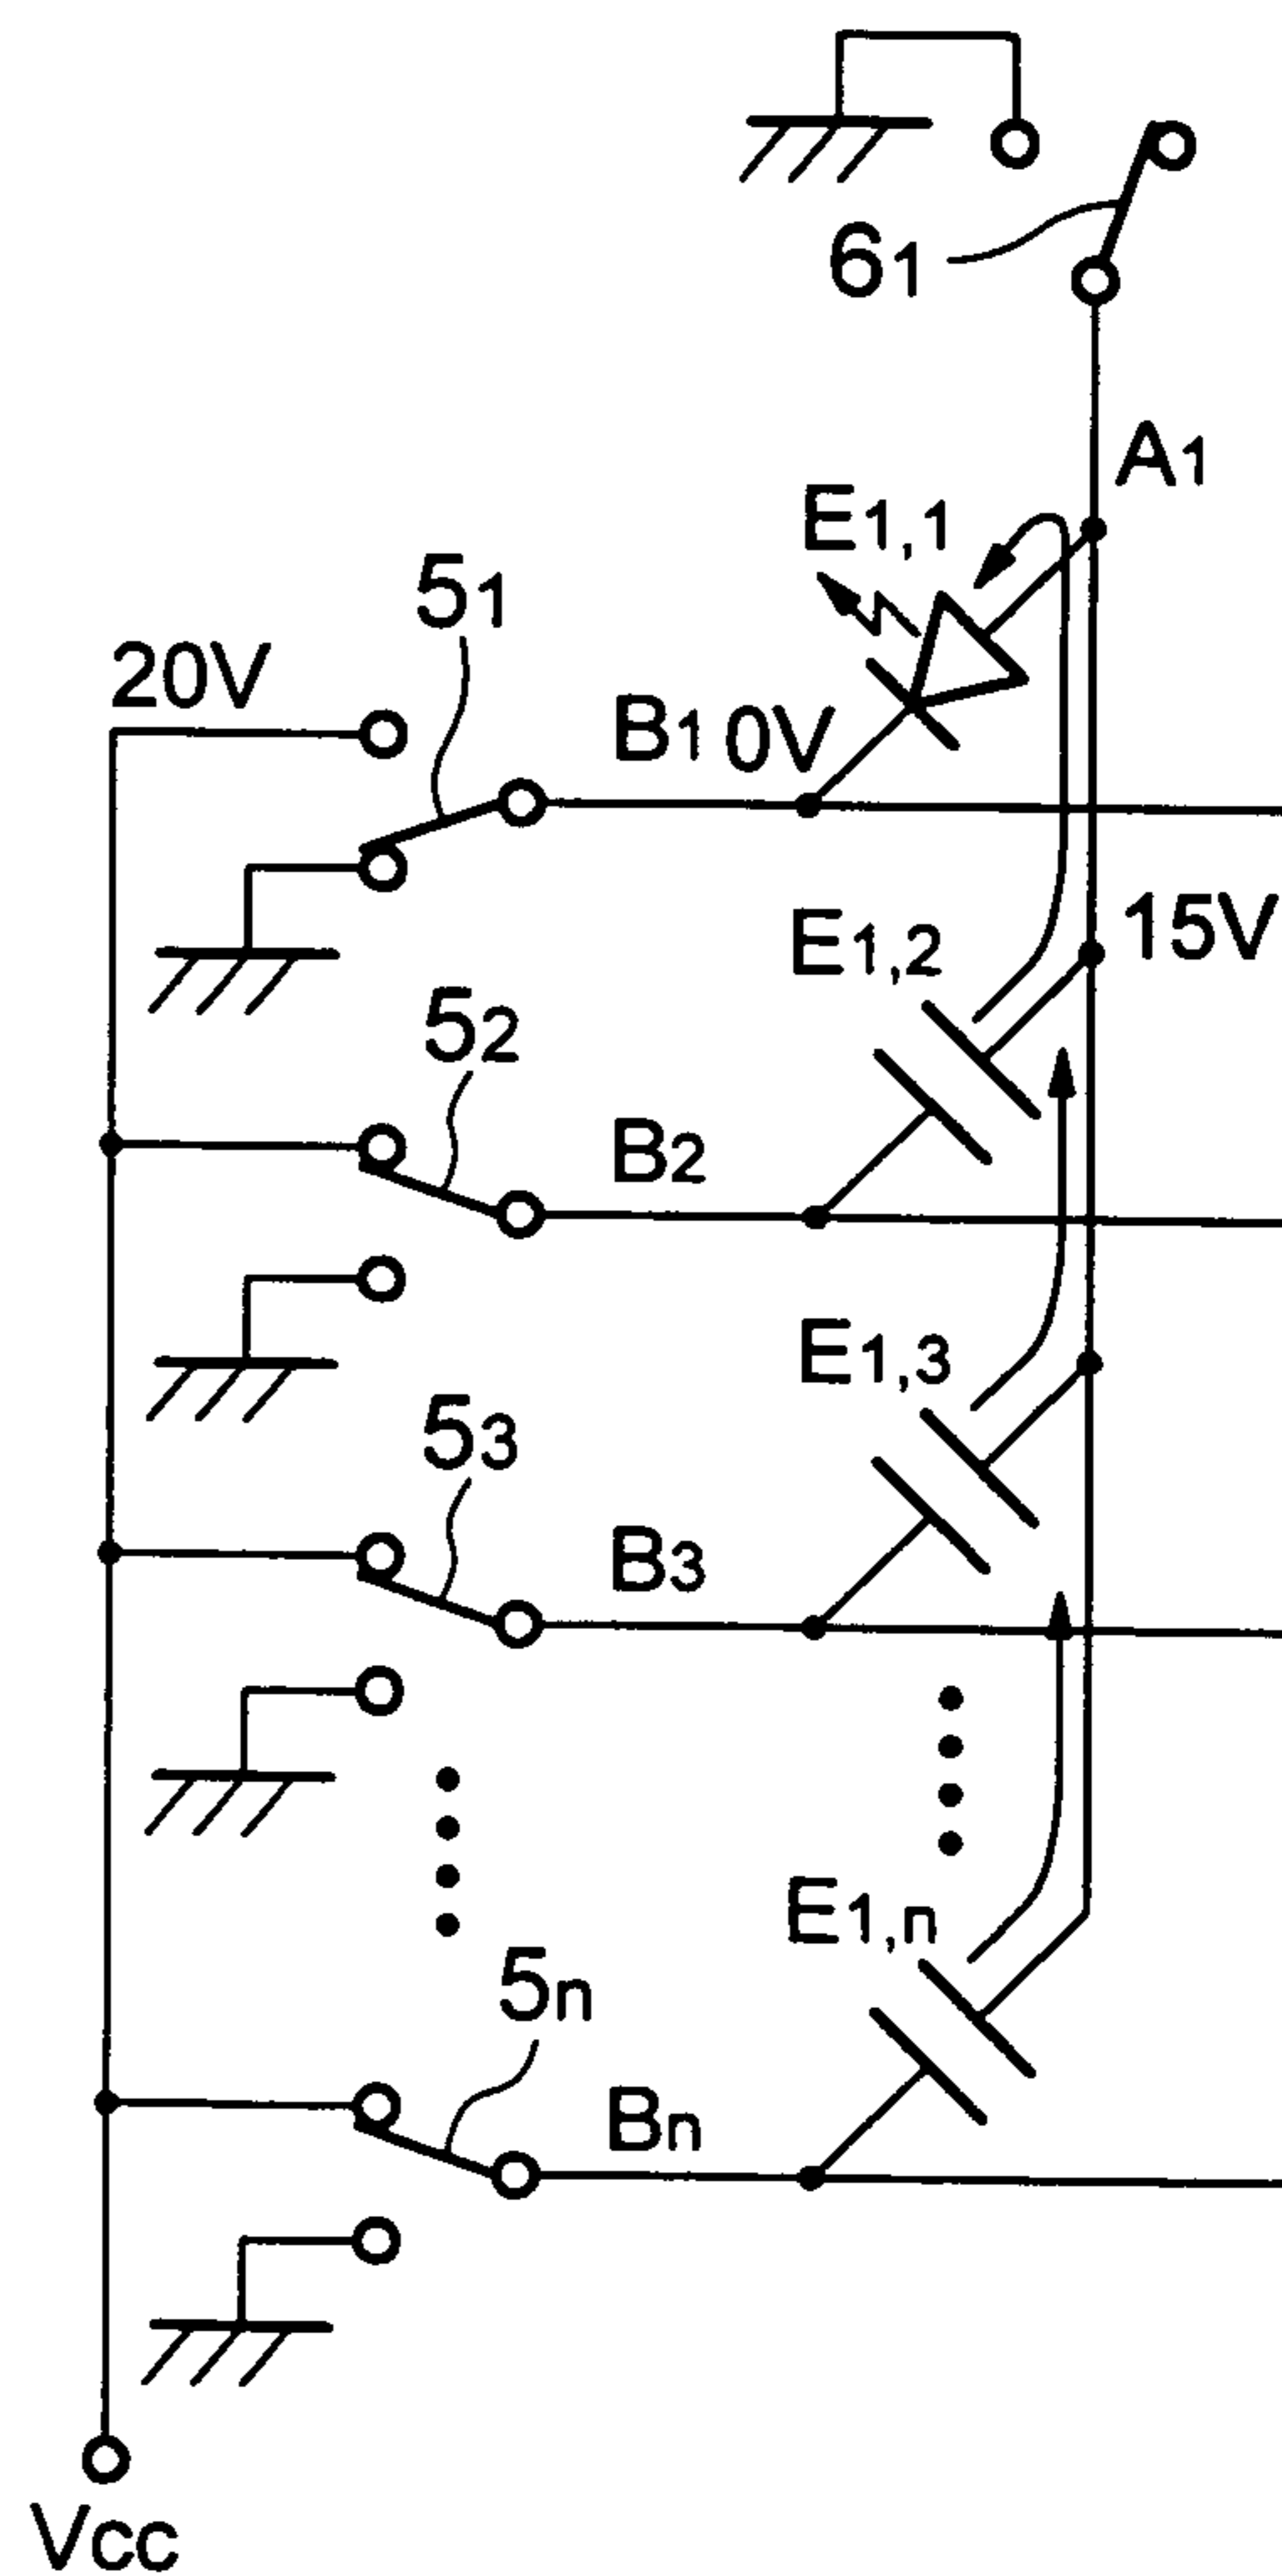 6₁
A₁
E₁,₁
5₁
20V
B₁ 0V
E₁,₂
15V
5₂
B₂
E₁,₃
5₃
B₃
E₁,n
5n
Bn
Vcc